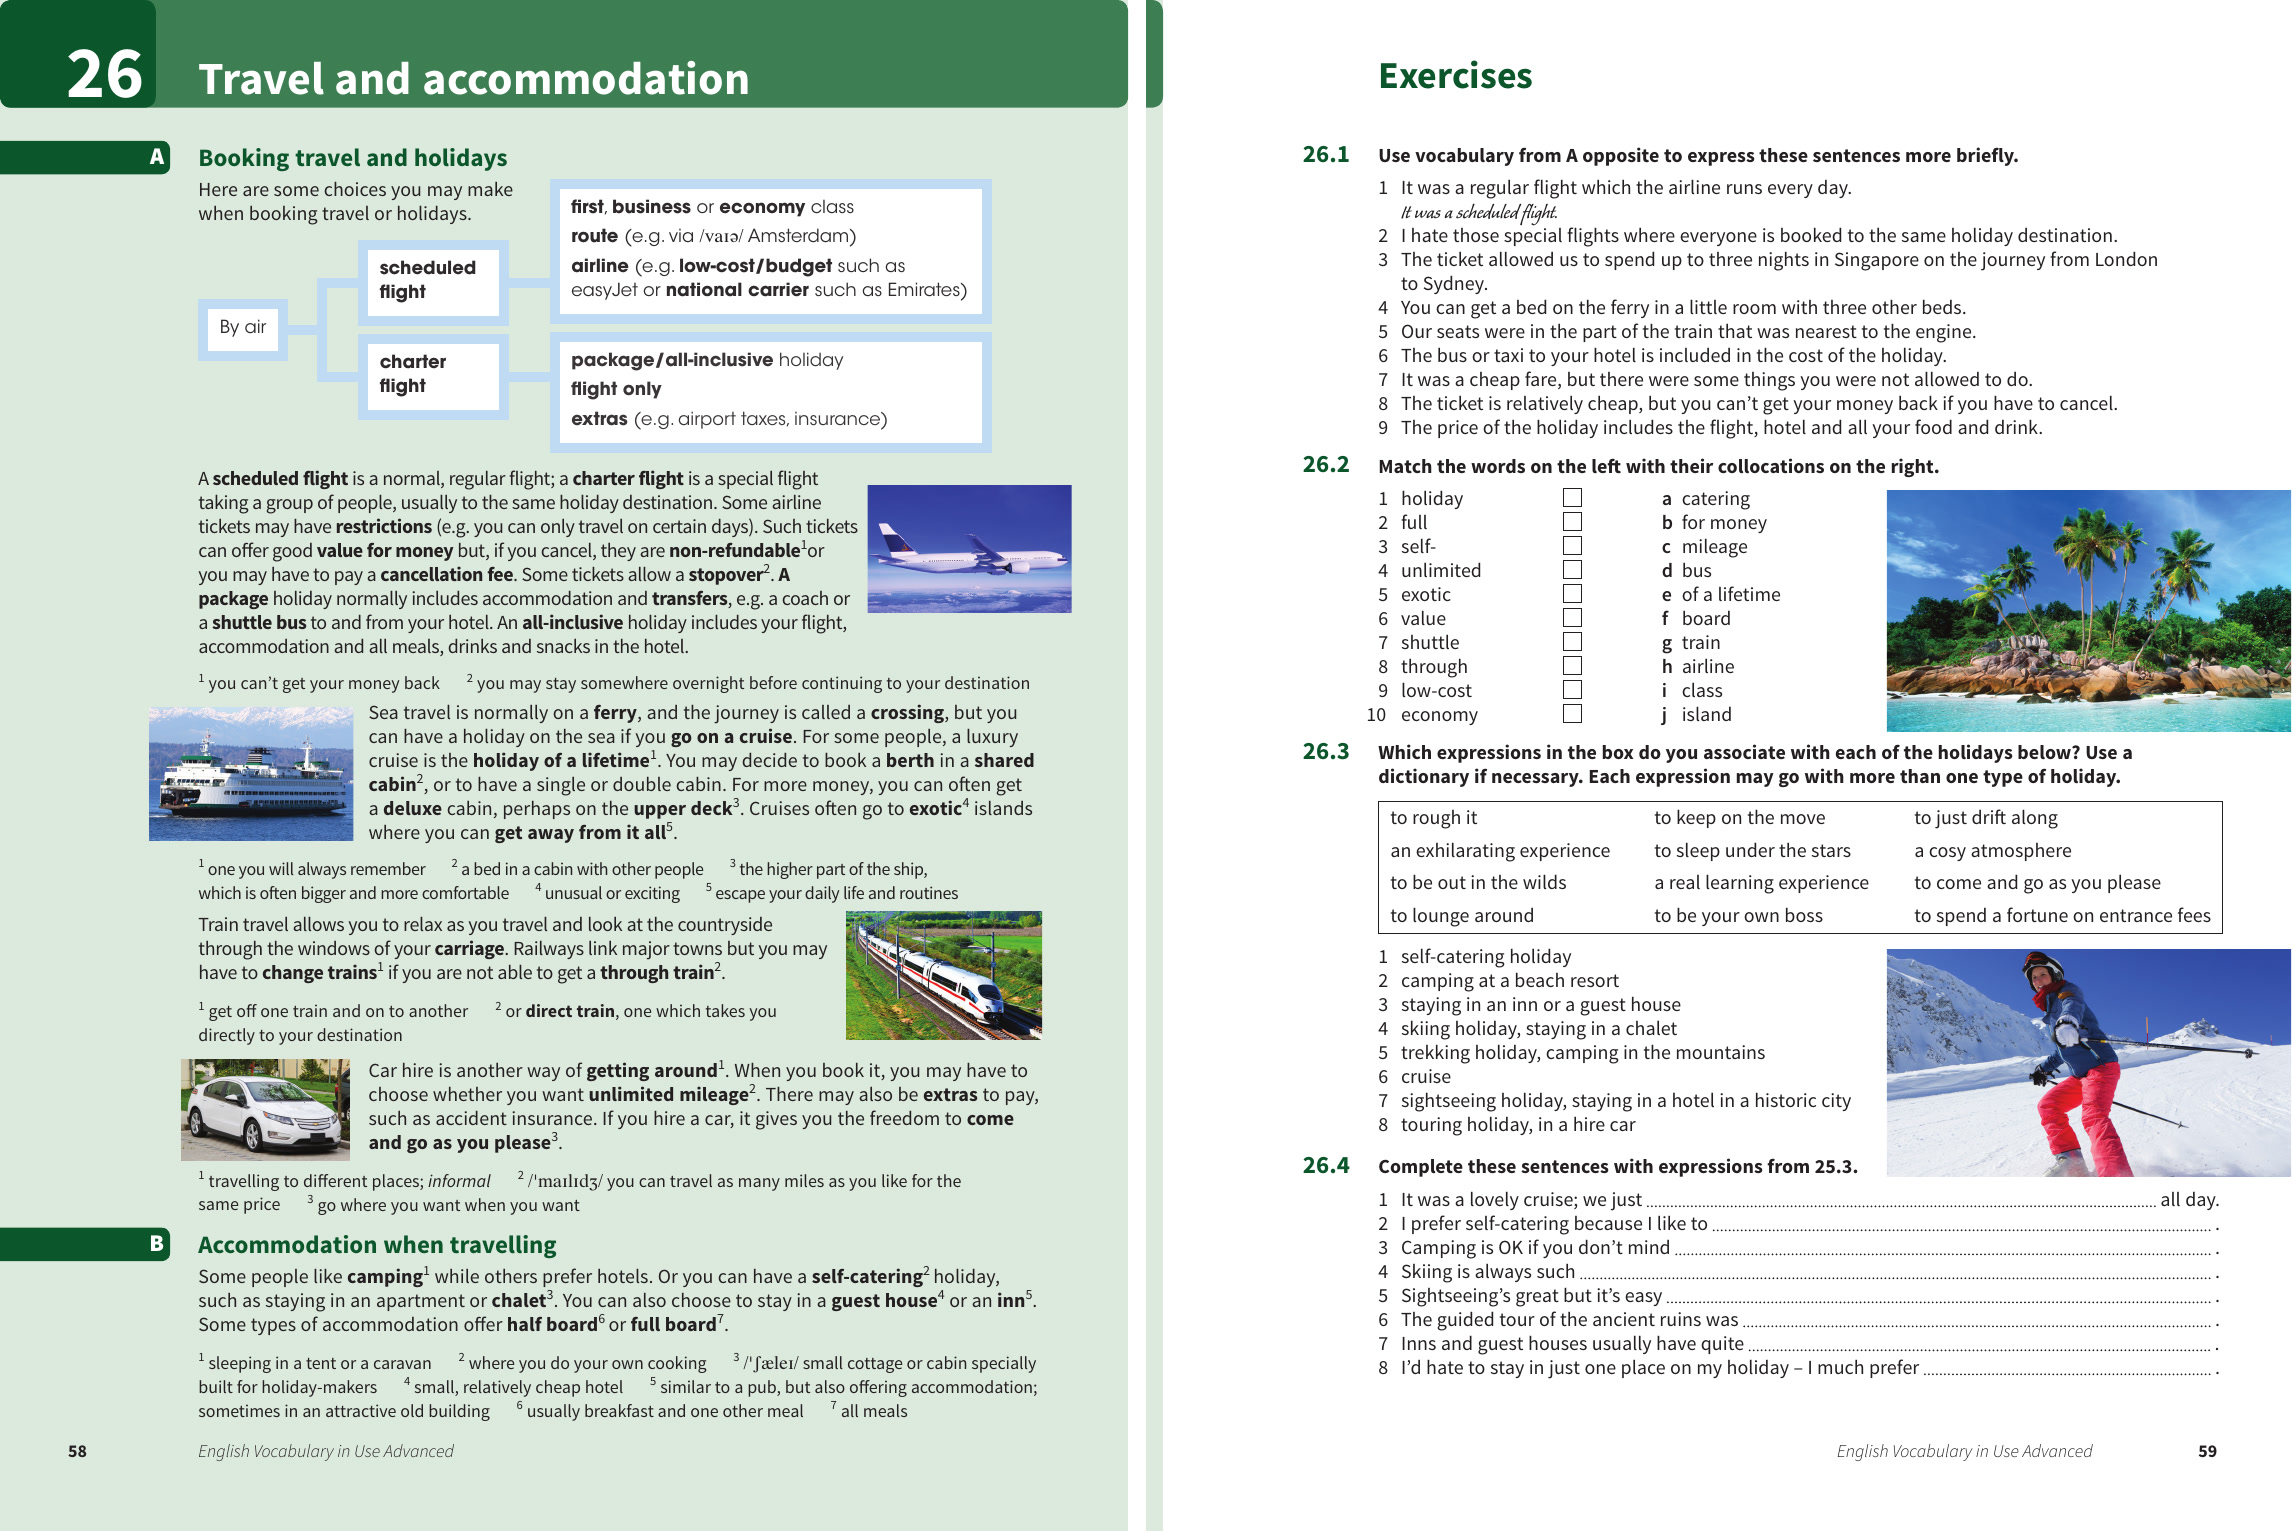 26
Travel and accommodation
A
Booking travel and holidays
Here are some choices you may make
when booking travel or holidays.
By air
scheduled
flight
first, business or economy class
route (e.g. via /vaɪə/ Amsterdam)
airline (e.g. low-cost/budget such as
easyJet or national carrier such as Emirates)
charter
flight
package/all-inclusive holiday
flight only
extras (e.g. airport taxes, insurance)
A scheduled flight is a normal, regular flight; a charter flight is a special flight
taking a group of people, usually to the same holiday destination. Some airline
tickets may have restrictions (e.g. you can only travel on certain days). Such tickets
can offer good value for money but, if you cancel, they are non-refundable¹or
you may have to pay a cancellation fee. Some tickets allow a stopover². A
package holiday normally includes accommodation and transfers, e.g. a coach or
a shuttle bus to and from your hotel. An all-inclusive holiday includes your flight,
accommodation and all meals, drinks and snacks in the hotel.
¹ you can’t get your money back ² you may stay somewhere overnight before continuing to your destination
Sea travel is normally on a ferry, and the journey is called a crossing, but you
can have a holiday on the sea if you go on a cruise. For some people, a luxury
cruise is the holiday of a lifetime¹. You may decide to book a berth in a shared
cabin², or to have a single or double cabin. For more money, you can often get
a deluxe cabin, perhaps on the upper deck³. Cruises often go to exotic⁴ islands
where you can get away from it all⁵.
¹ one you will always remember ² a bed in a cabin with other people ³ the higher part of the ship,
which is often bigger and more comfortable ⁴ unusual or exciting ⁵ escape your daily life and routines
Train travel allows you to relax as you travel and look at the countryside
through the windows of your carriage. Railways link major towns but you may
have to change trains¹ if you are not able to get a through train².
¹ get off one train and on to another ² or direct train, one which takes you
directly to your destination
Car hire is another way of getting around¹. When you book it, you may have to
choose whether you want unlimited mileage². There may also be extras to pay,
such as accident insurance. If you hire a car, it gives you the freedom to come
and go as you please³.
¹ travelling to different places; informal ² /ˈmaɪlɪdʒ/ you can travel as many miles as you like for the
same price ³ go where you want when you want
B
Accommodation when travelling
Some people like camping¹ while others prefer hotels. Or you can have a self-catering² holiday,
such as staying in an apartment or chalet³. You can also choose to stay in a guest house⁴ or an inn⁵.
Some types of accommodation offer half board⁶ or full board⁷.
¹ sleeping in a tent or a caravan ² where you do your own cooking ³ /ˈʃæleɪ/ small cottage or cabin specially
built for holiday-makers ⁴ small, relatively cheap hotel ⁵ similar to a pub, but also offering accommodation;
sometimes in an attractive old building ⁶ usually breakfast and one other meal ⁷ all meals
58 English Vocabulary in Use Advanced
Exercises
26.1 Use vocabulary from A opposite to express these sentences more briefly.
1 It was a regular flight which the airline runs every day.
It was a scheduled flight.
2 I hate those special flights where everyone is booked to the same holiday destination.
3 The ticket allowed us to spend up to three nights in Singapore on the journey from London
to Sydney.
4 You can get a bed on the ferry in a little room with three other beds.
5 Our seats were in the part of the train that was nearest to the engine.
6 The bus or taxi to your hotel is included in the cost of the holiday.
7 It was a cheap fare, but there were some things you were not allowed to do.
8 The ticket is relatively cheap, but you can’t get your money back if you have to cancel.
9 The price of the holiday includes the flight, hotel and all your food and drink.
26.2 Match the words on the left with their collocations on the right.
1 holiday a catering
2 full b for money
3 self- c mileage
4 unlimited d bus
5 exotic e of a lifetime
6 value f board
7 shuttle g train
8 through h airline
9 low-cost i class
10 economy j island
26.3 Which expressions in the box do you associate with each of the holidays below? Use a
dictionary if necessary. Each expression may go with more than one type of holiday.
to rough it to keep on the move to just drift along
an exhilarating experience to sleep under the stars a cosy atmosphere
to be out in the wilds a real learning experience to come and go as you please
to lounge around to be your own boss to spend a fortune on entrance fees
1 self-catering holiday
2 camping at a beach resort
3 staying in an inn or a guest house
4 skiing holiday, staying in a chalet
5 trekking holiday, camping in the mountains
6 cruise
7 sightseeing holiday, staying in a hotel in a historic city
8 touring holiday, in a hire car
26.4 Complete these sentences with expressions from 25.3.
1 It was a lovely cruise; we just ........ all day.
2 I prefer self-catering because I like to ........ .
3 Camping is OK if you don’t mind ........ .
4 Skiing is always such ........ .
5 Sightseeing’s great but it’s easy ........ .
6 The guided tour of the ancient ruins was ........ .
7 Inns and guest houses usually have quite ........ .
8 I’d hate to stay in just one place on my holiday – I much prefer ........ .
English Vocabulary in Use Advanced 59